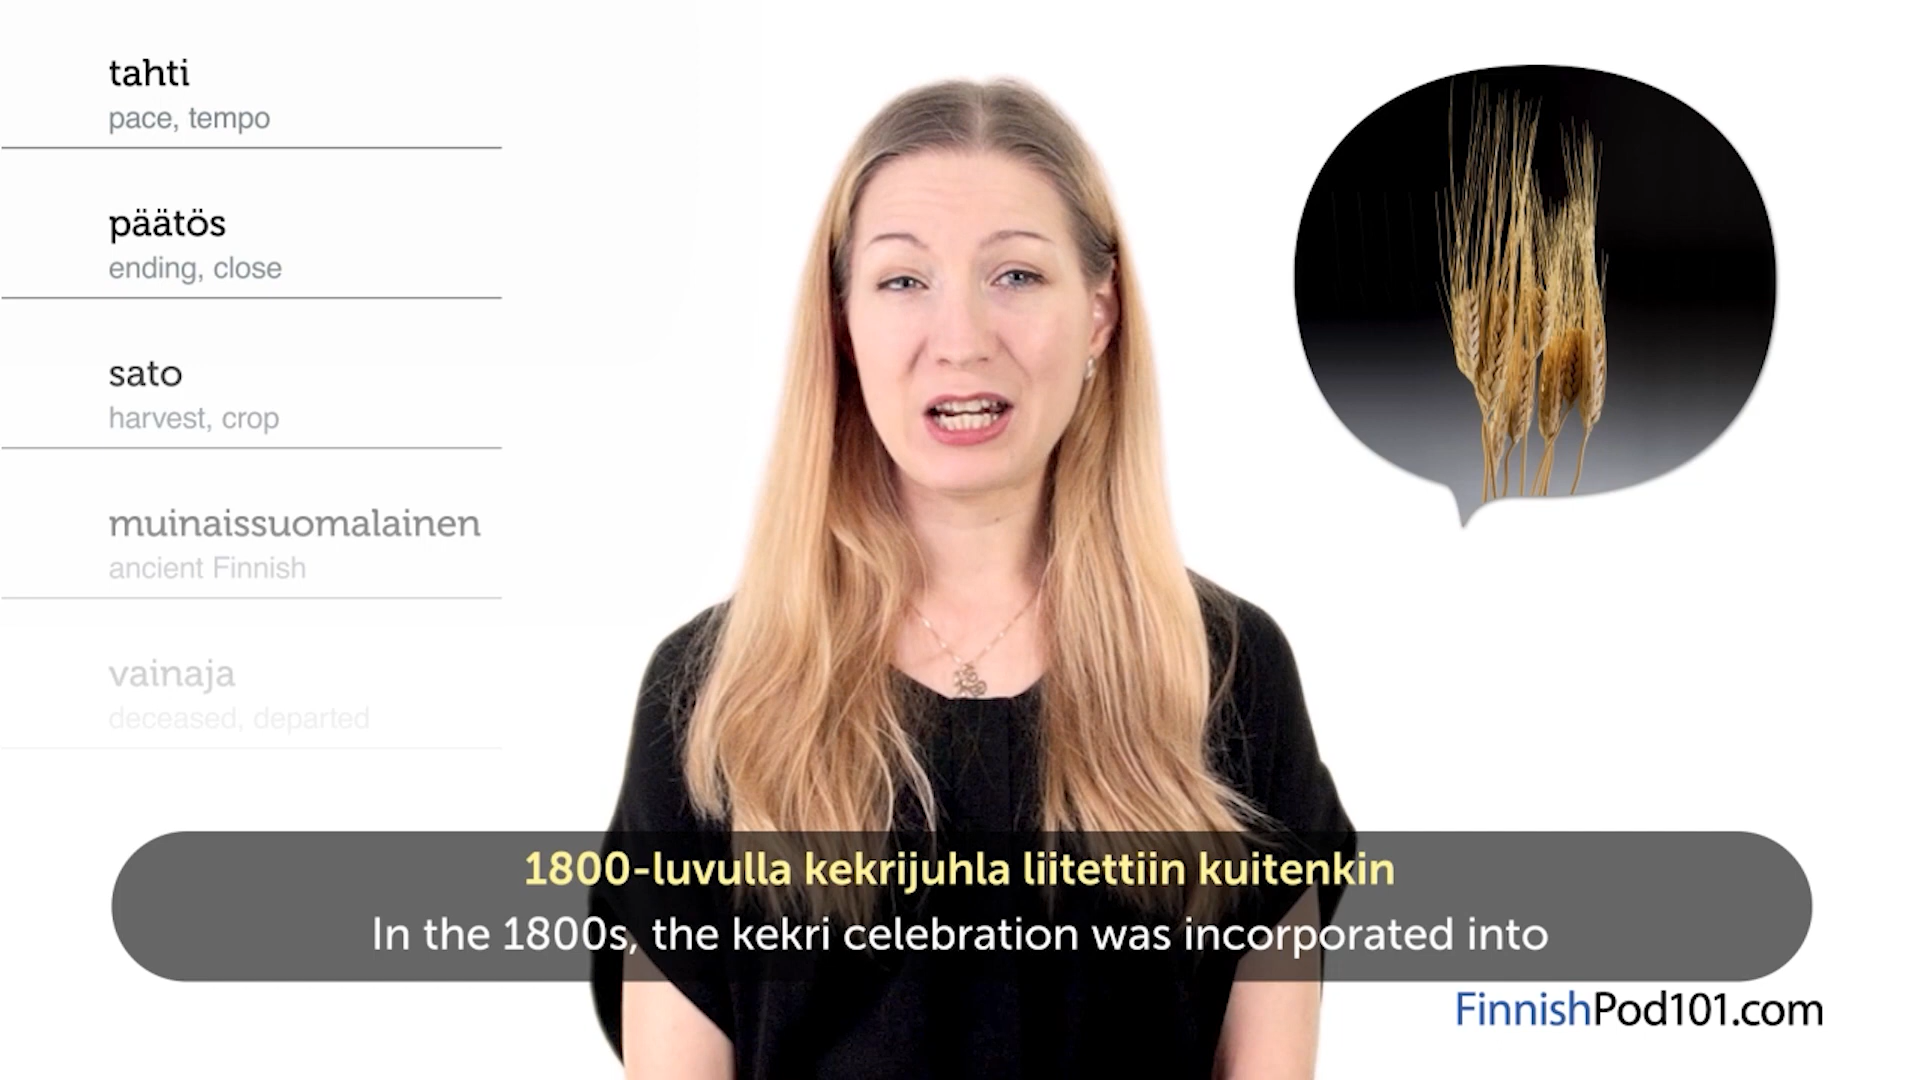 tahti
pace, tempo
päätös
ending, close
sato
harvest, crop
muinaissuomalainen
ancient Finnish
vainaja
deceased, departed
1800-luvulla kekrijuhla liitettiin kuitenkin
In the 1800s, the kekri celebration was incorporated into
FinnishPod101.com